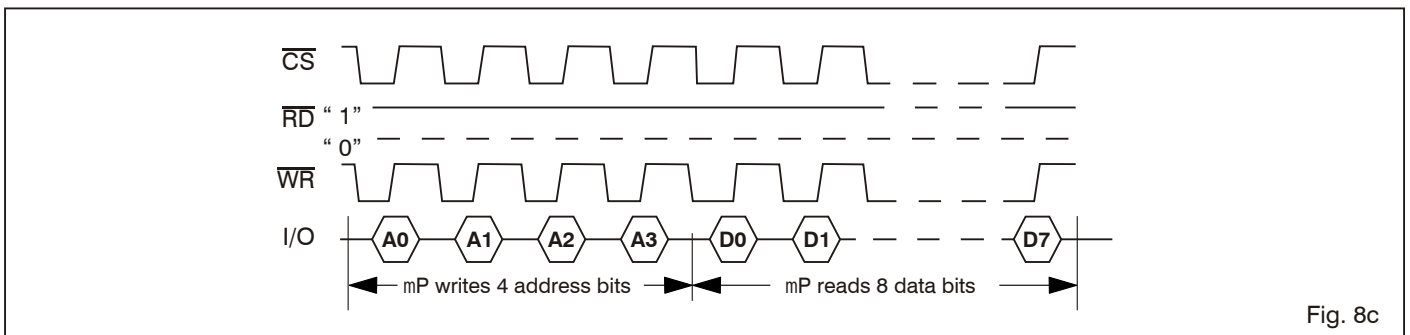 CS
RD “ 1”
“ 0”
WR
I/O A0 A1 A2 A3 D0 D1 D7
mP writes 4 address bits mP reads 8 data bits
Fig. 8c